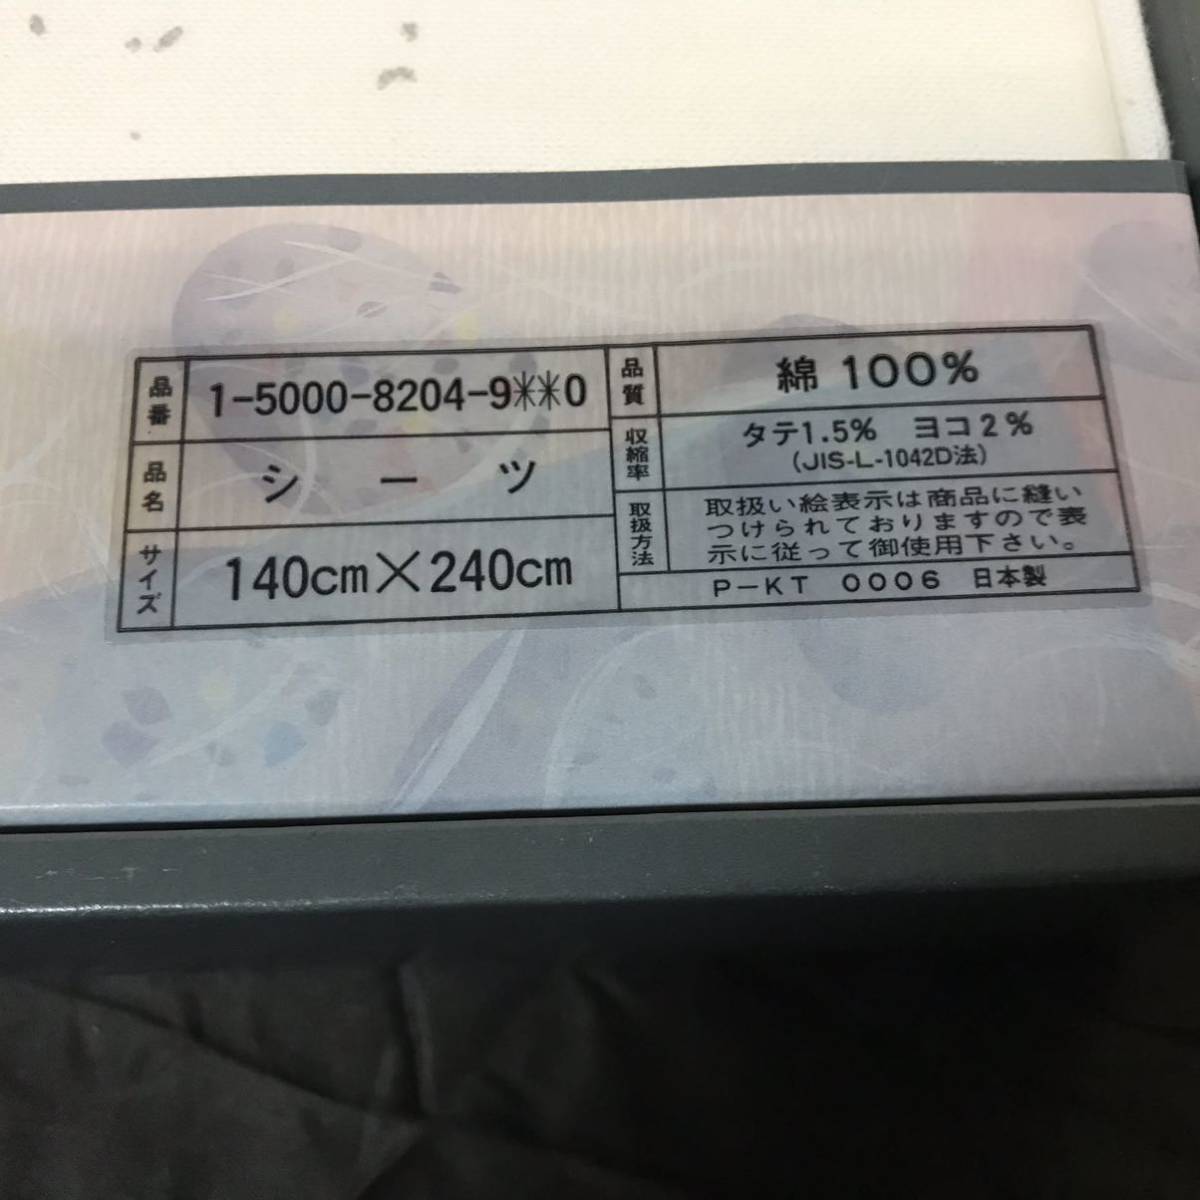 品番 1-5000-8204-9✳✳0
品名 シーツ
サイズ 140cm×240cm
品質 綿 100%
収縮率 タテ1.5% ヨコ2%
(JIS-L-1042D法)
取扱方法 取扱い絵表示は商品に縫い
つけられておりますので表
示に従って御使用下さい。
P-KT 0006 日本製